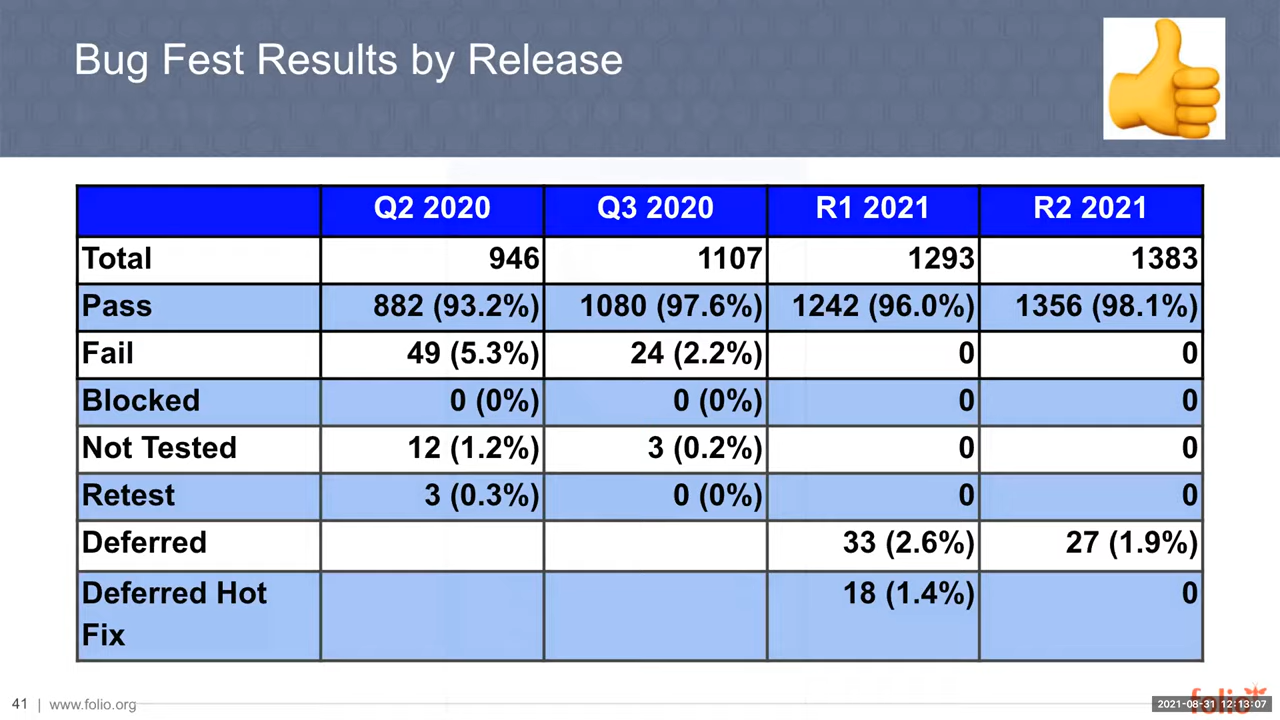 Bug Fest Results by Release
Q2 2020 Q3 2020 R1 2021 R2 2021
Total 946 1107 1293 1383
Pass 882 (93.2%) 1080 (97.6%) 1242 (96.0%) 1356 (98.1%)
Fail 49 (5.3%) 24 (2.2%) 0 0
Blocked 0 (0%) 0 (0%) 0 0
Not Tested 12 (1.2%) 3 (0.2%) 0 0
Retest 3 (0.3%) 0 (0%) 0 0
Deferred 33 (2.6%) 27 (1.9%)
Deferred Hot 18 (1.4%) 0
Fix
41 | www.folio.org
folio
2021-08-31 12:13:07